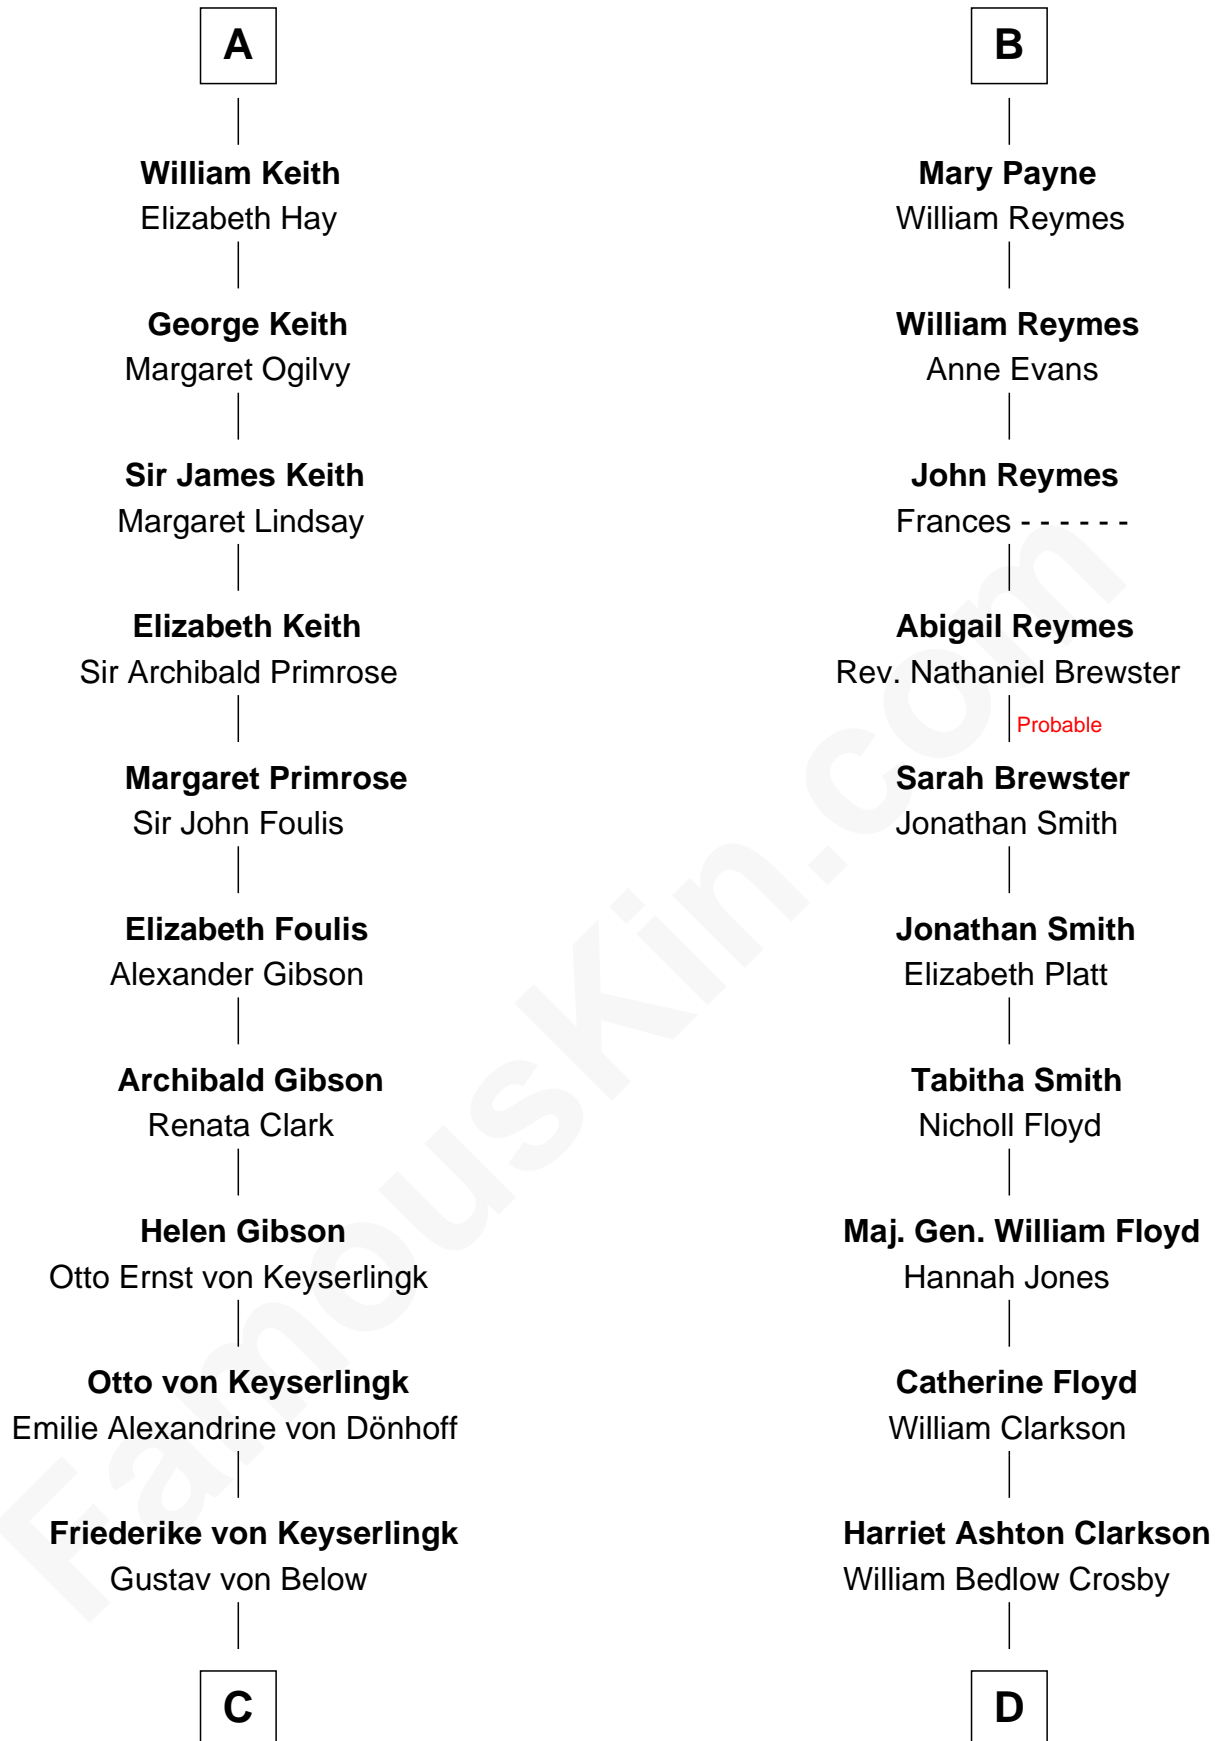 A
William Keith
Elizabeth Hay
George Keith
Margaret Ogilvy
Sir James Keith
Margaret Lindsay
Elizabeth Keith
Sir Archibald Primrose
Margaret Primrose
Sir John Foulis
Elizabeth Foulis
Alexander Gibson
Archibald Gibson
Renata Clark
Helen Gibson
Otto Ernst von Keyserlingk
Otto von Keyserlingk
Emilie Alexandrine von Dönhoff
Friederike von Keyserlingk
Gustav von Below
C
B
Mary Payne
William Reymes
William Reymes
Anne Evans
John Reymes
Frances - - - - - -
Abigail Reymes
Rev. Nathaniel Brewster
Probable
Sarah Brewster
Jonathan Smith
Jonathan Smith
Elizabeth Platt
Tabitha Smith
Nicholl Floyd
Maj. Gen. William Floyd
Hannah Jones
Catherine Floyd
William Clarkson
Harriet Ashton Clarkson
William Bedlow Crosby
D
FamousKin.com